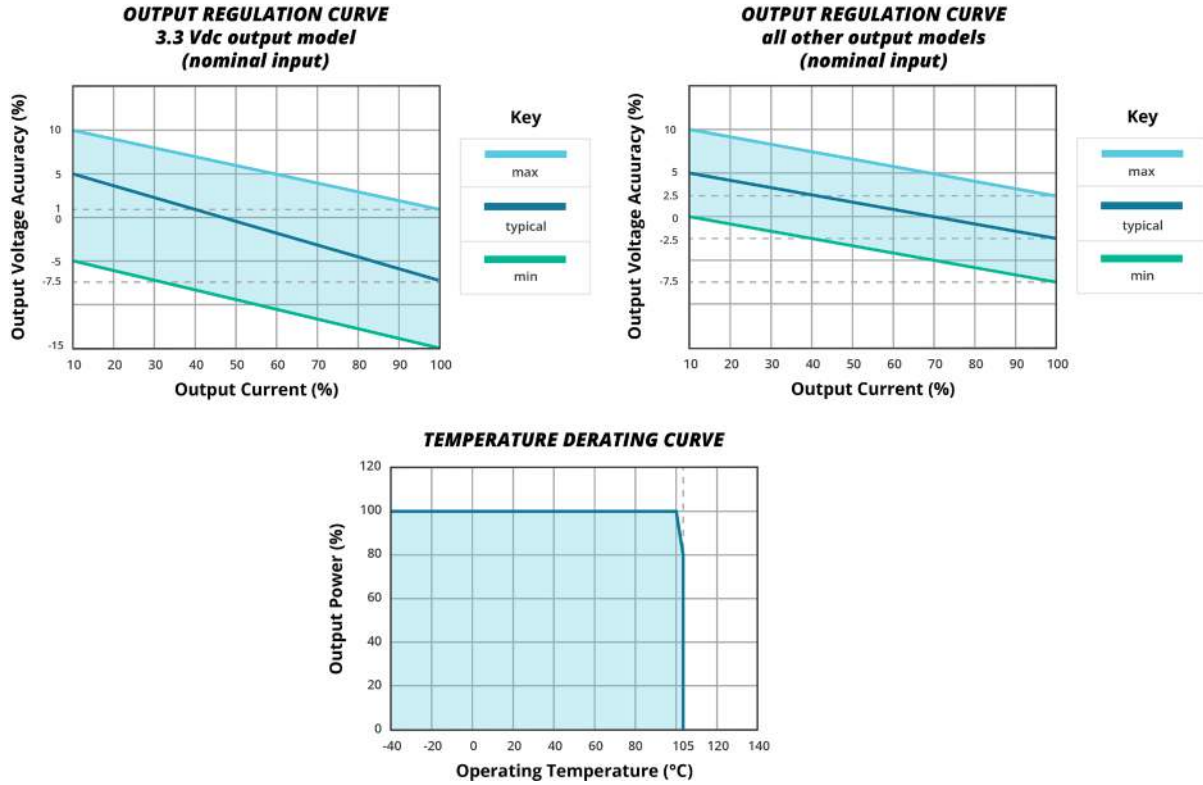 OUTPUT REGULATION CURVE
3.3 Vdc output model
(nominal input)
Output Voltage Acuuracy (%)
10
5
1
0
-5
-7.5
-15
10 20 30 40 50 60 70 80 90 100
Output Current (%)
Key
max
typical
min
OUTPUT REGULATION CURVE
all other output models
(nominal input)
Output Voltage Acuuracy (%)
10
5
2.5
0
-2.5
-7.5
10 20 30 40 50 60 70 80 90 100
Output Current (%)
Key
max
typical
min
TEMPERATURE DERATING CURVE
Output Power (%)
120
100
80
60
40
20
0
-40 -20 0 20 40 60 80 105 120 140
Operating Temperature (°C)